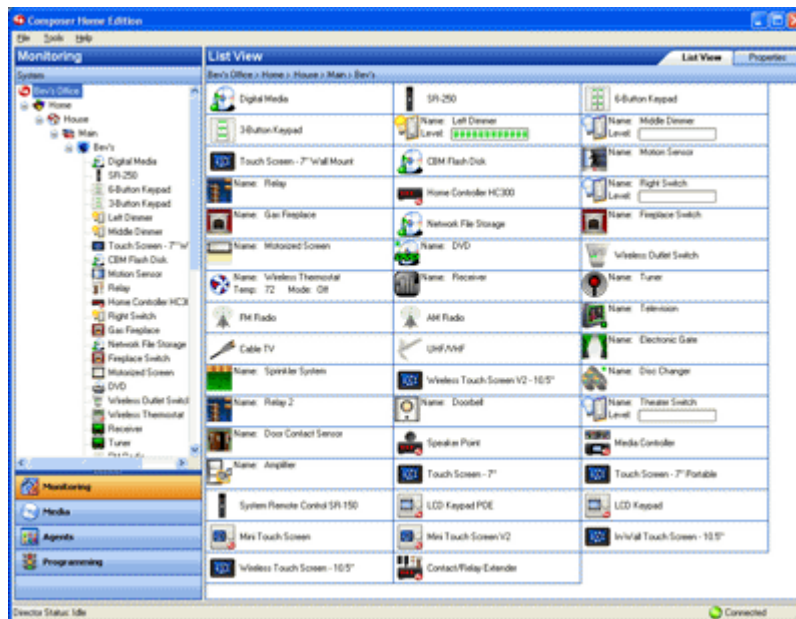 Composer Home Edition
File Tools Help
Monitoring
System
Bev's Office
Home
House
Main
Bev's
Digital Media
SR-250
6-Button Keypad
3-Button Keypad
Left Dimmer
Middle Dimmer
Touch Screen - 7" W
CBM Flash Disk
Motion Sensor
Relay
Home Controller HC3
Right Switch
Gas Fireplace
Network File Storage
Fireplace Switch
Motorized Screen
DVD
Wireless Outlet Switc
Wireless Thermostat
Receiver
Tuner
FM Radio
Monitoring
Media
Agents
Programming
List View
List View Properties
Bev's Office > Home > House > Main > Bev's
Digital Media SR-250 6-Button Keypad
3-Button Keypad Name: Left Dimmer Name: Middle Dimmer
Level: Level:
Touch Screen - 7" Wall Mount CBM Flash Disk Name: Motion Sensor
Name: Relay Home Controller HC300 Name: Right Switch
Level:
Name: Gas Fireplace Network File Storage Name: Fireplace Switch
Name: Motorized Screen Name: DVD Wireless Outlet Switch
Name: Wireless Thermostat Name: Receiver Name: Tuner
Temp: 72 Mode: Off
FM Radio AM Radio Name: Television
Cable TV UHF/VHF Name: Electronic Gate
Name: Sprinkler System Wireless Touch Screen V2 - 10.5" Name: Disc Changer
Name: Relay 2 Name: Doorbell Name: Theater Switch
Level:
Name: Door Contact Sensor Speaker Point Media Controller
Name: Amplifier Touch Screen - 7" Touch Screen - 7" Portable
System Remote Control SR-150 LCD Keypad POE LCD Keypad
Mini Touch Screen Mini Touch Screen V2 In-Wall Touch Screen - 10.5"
Wireless Touch Screen - 10.5" Contact/Relay Extender
Director Status: Idle
Connected